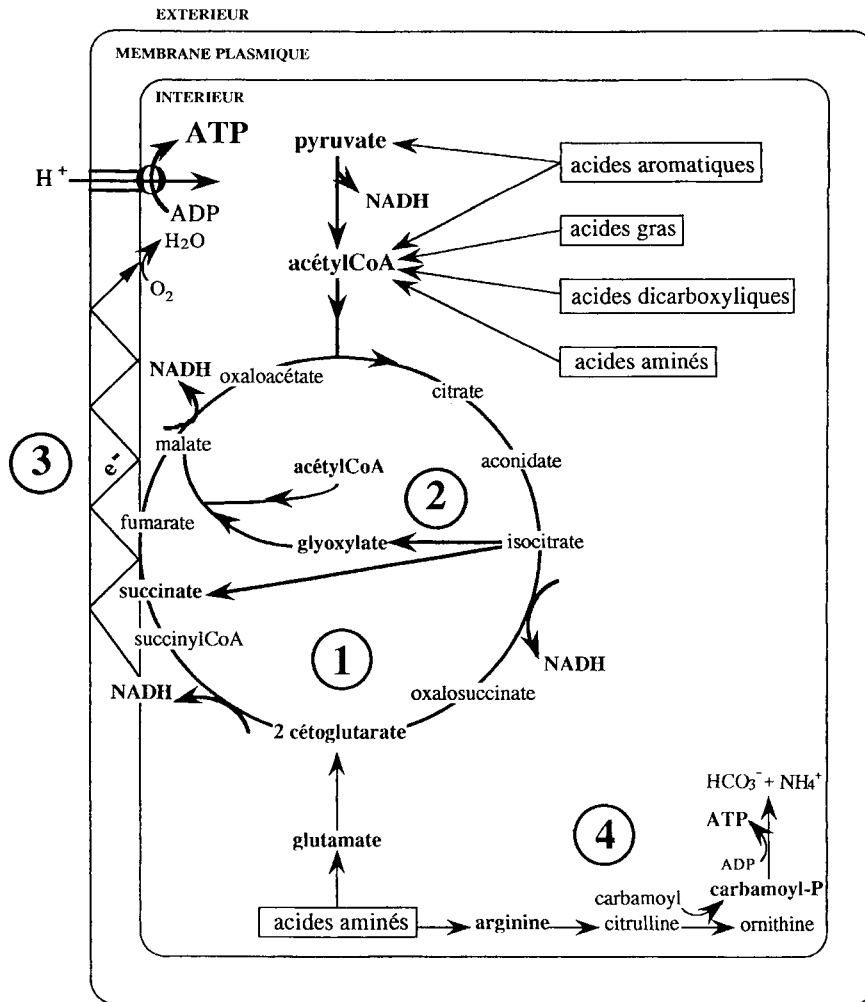 EXTERIEUR
MEMBRANE PLASMIQUE
INTERIEUR
ATP
H+
ADP
H2O
O2
pyruvate
NADH
acétylCoA
acides aromatiques
acides gras
acides dicarboxyliques
acides aminés
NADH
oxaloacétate
citrate
malate
aconidate
3
e-
acétylCoA
2
fumarate
glyoxylate
isocitrate
succinate
succinylCoA
1
NADH
NADH
oxalosuccinate
2 cétoglutarate
HCO3- + NH4+
4
ATP
glutamate
ADP
carbamoyl-P
carbamoyl
acides aminés
arginine
citrulline
ornithine